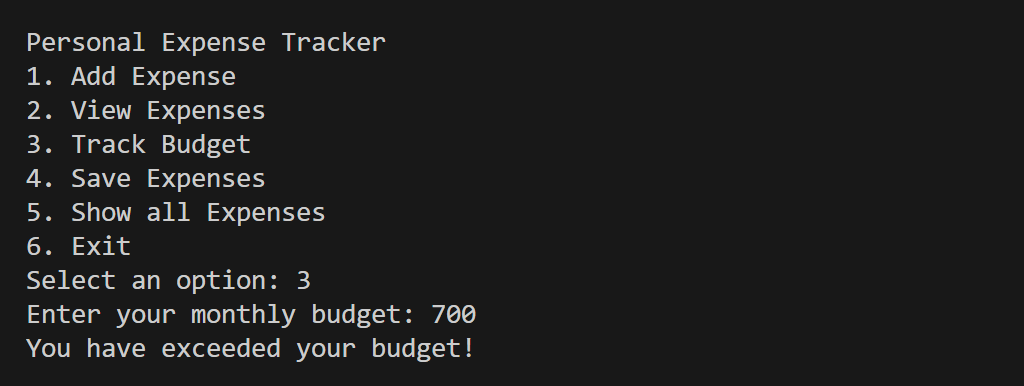 Personal Expense Tracker
1. Add Expense
2. View Expenses
3. Track Budget
4. Save Expenses
5. Show all Expenses
6. Exit
Select an option: 3
Enter your monthly budget: 700
You have exceeded your budget!